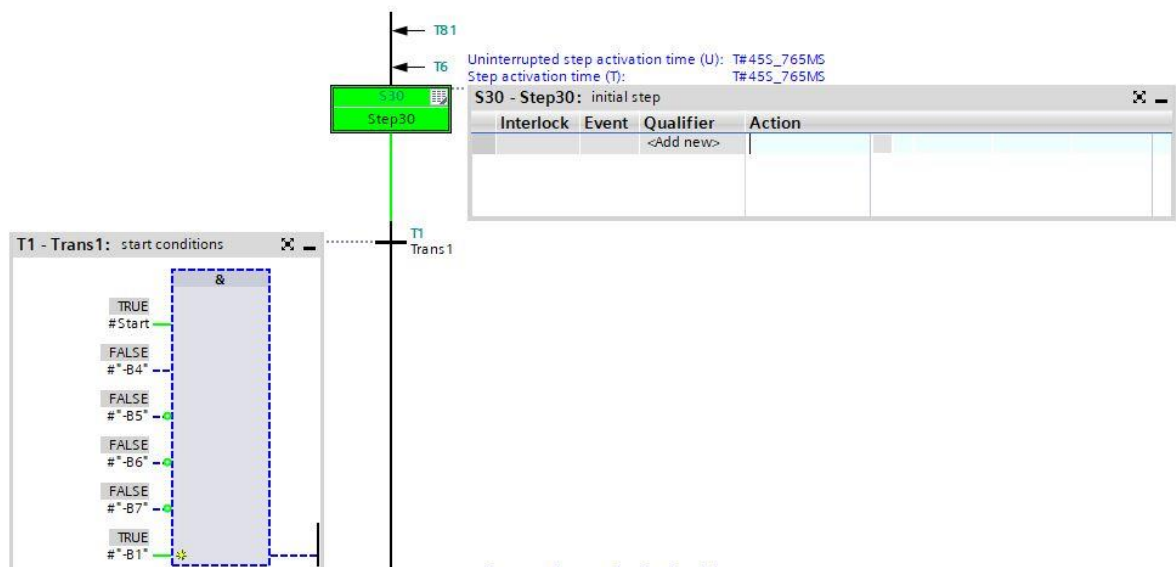 T81
T6
Uninterrupted step activation time (U): T#45S_765MS
Step activation time (T): T#45S_765MS
S30
Step30
S30 - Step30: initial step
Interlock Event Qualifier Action
<Add new>
T1
Trans1
T1 - Trans1: start conditions
&
TRUE
#Start
FALSE
#"-B4"
FALSE
#"-B5"
FALSE
#"-B6"
FALSE
#"-B7"
TRUE
#"-B1"